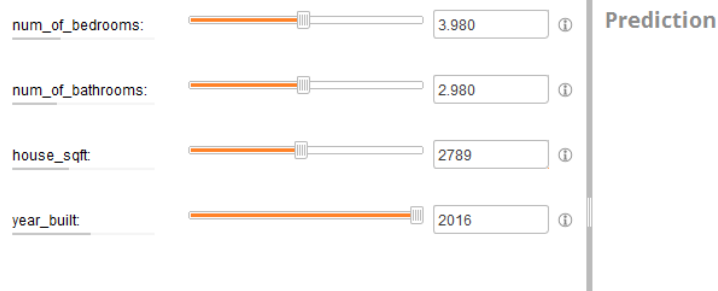 Prediction
num_of_bedrooms: 3.980
num_of_bathrooms: 2.980
house_sqft: 2789
year_built: 2016